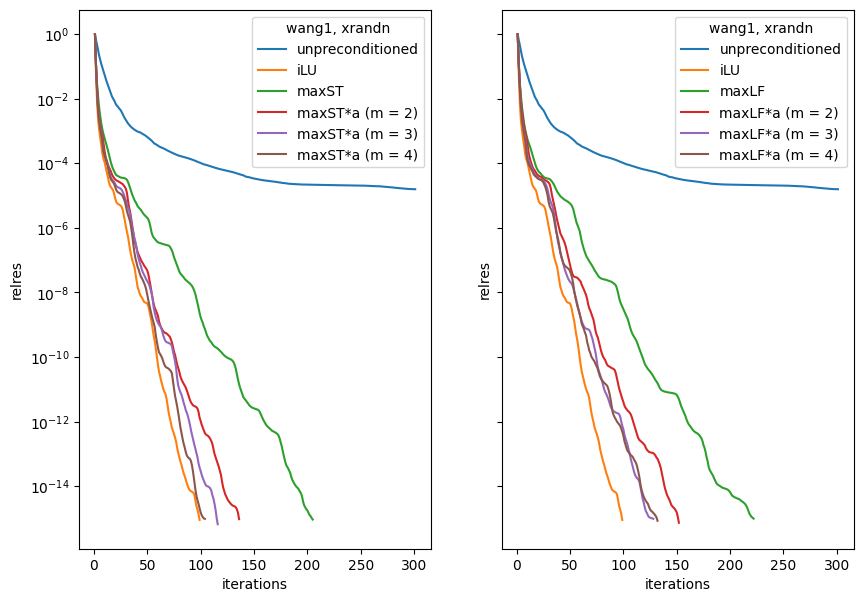 wang1, xrandn
unpreconditioned
iLU
maxST
maxST*a (m = 2)
maxST*a (m = 3)
maxST*a (m = 4)
10^0
10^-2
10^-4
10^-6
10^-8
10^-10
10^-12
10^-14
relres
0 50 100 150 200 250 300
iterations
wang1, xrandn
unpreconditioned
iLU
maxLF
maxLF*a (m = 2)
maxLF*a (m = 3)
maxLF*a (m = 4)
relres
0 50 100 150 200 250 300
iterations